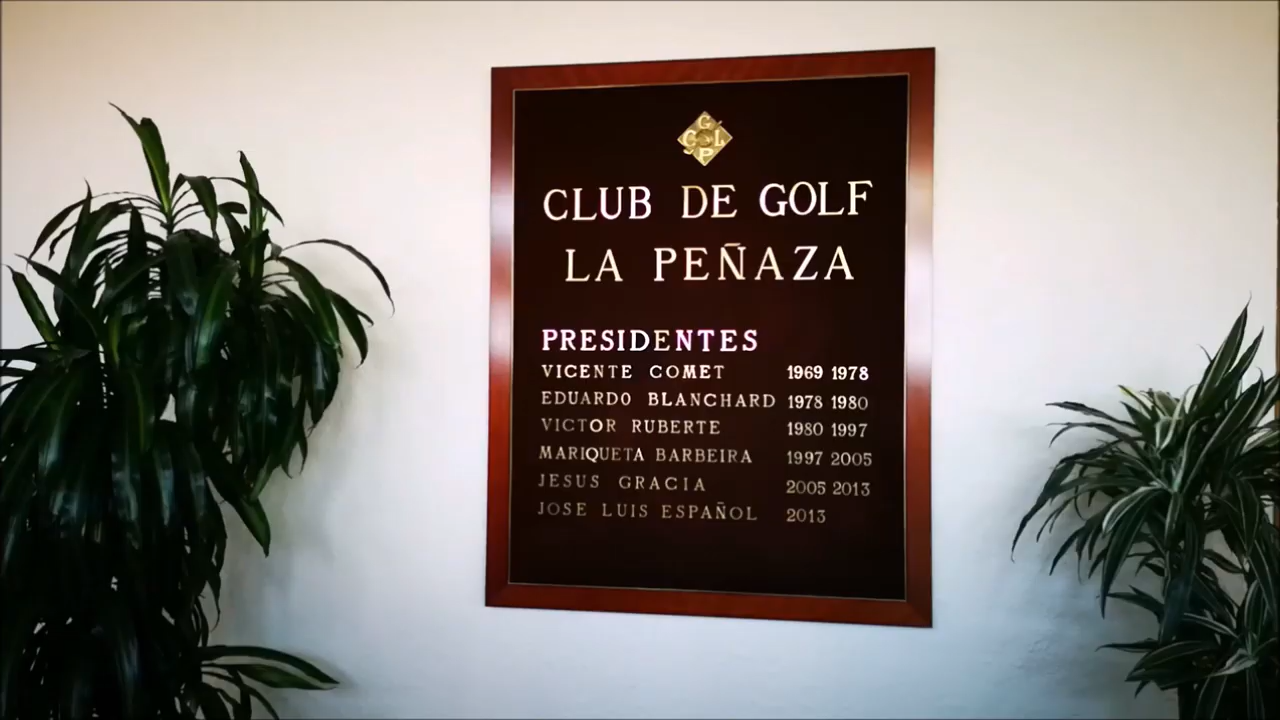 G
C G L
P
CLUB DE GOLF
LA PEÑAZA
PRESIDENTES
VICENTE COMET 1969 1978
EDUARDO BLANCHARD 1978 1980
VICTOR RUBERTE 1980 1997
MARIQUETA BARBEIRA 1997 2005
JESUS GRACIA 2005 2013
JOSE LUIS ESPAÑOL 2013